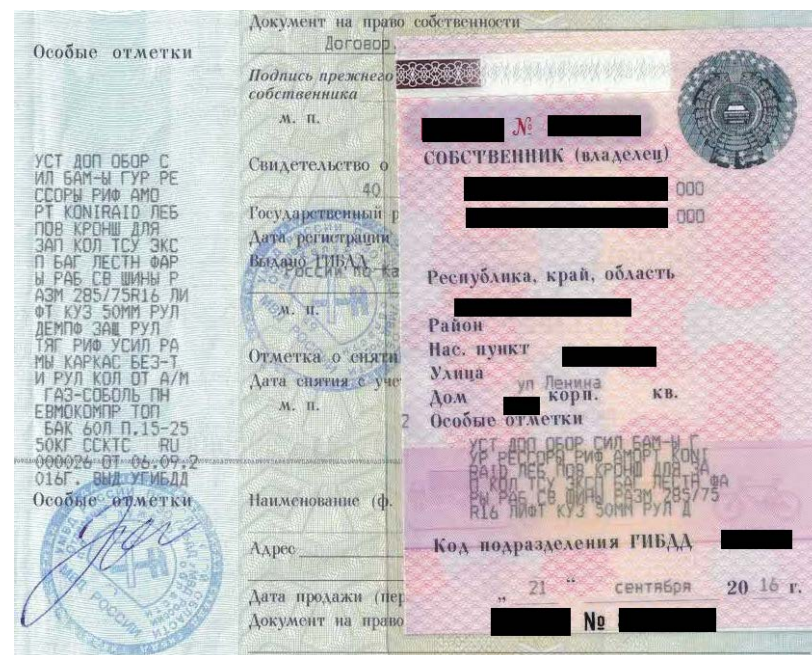 Особые отметки
УСТ ДОП ОБОР С
ИЛ БАМ-Ы ГУР РЕ
ССОРЫ РИФ АМО
РТ KONIRAID ЛЕБ
ПОВ КРОНШ ДЛЯ
ЗАП КОЛ ТСУ ЭКС
П БАГ ЛЕСТН ФАР
Ы РАБ СВ ШИНЫ Р
АЗМ 285/75R16 ЛИ
ФТ КУЗ 50ММ РУЛ
ДЕМПФ ЗАЩ РУЛ
ТЯГ РИФ УСИЛ РА
МЫ КАРКАС БЕЗ-Т
И РУЛ КОЛ ОТ А/М
ГАЗ-СОБОЛЬ ПН
ЕВМОКОМПР ТОП
БАК 60Л П.15-25
50КГ ССКТС RU
000026 ОТ 06.09.2
016Г. ВЫД УГИБДД
Особые отметки
Документ на право собственности
Договор,
Подпись прежнего
собственника
м. п.
Свидетельство о
40
Государственный р
Дата регистрации
Выдано ГИБДД
России по Ка
м. п.
Отметка о сняти
Дата снятия с уче
м. п.
2
Наименование (ф.
Адрес
Дата продажи (пер
Документ на право
№
СОБСТВЕННИК (владелец)
ООО
ООО
Республика, край, область
Район
Нас. пункт
Улица
ул Ленина
Дом корп. кв.
Особые отметки
УСТ ДОП ОБОР СИЛ БАМ-Ы Г
УР РЕССОРЫ РИФ АМОРТ KONI
RAID ЛЕБ ПОВ КРОНШ ДЛЯ ЗА
П КОЛ ТСУ ЭКСП БАГ ЛЕСТН ФА
РЫ РАБ СВ ШИНЫ РАЗМ 285/75
R16 ЛИФТ КУЗ 50ММ РУЛ Д
Код подразделения ГИБДД
„ 21 “ сентября 20 16 г.
№